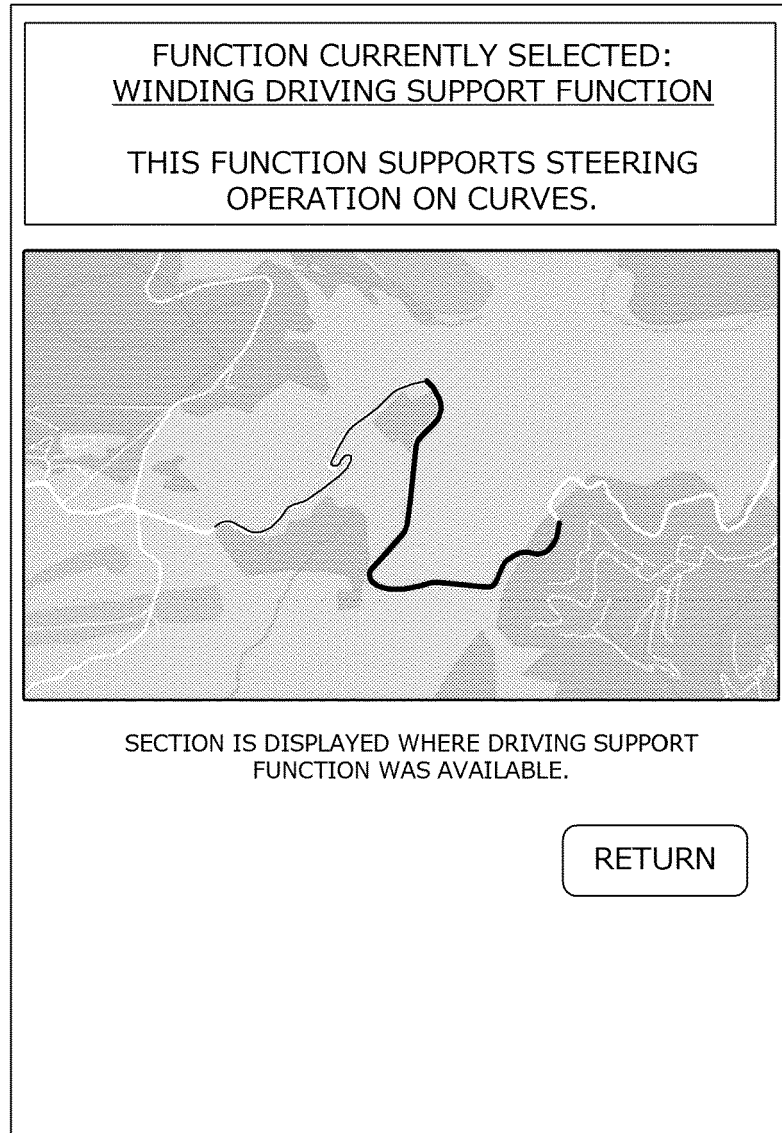 FUNCTION CURRENTLY SELECTED:
WINDING DRIVING SUPPORT FUNCTION
THIS FUNCTION SUPPORTS STEERING
OPERATION ON CURVES.
SECTION IS DISPLAYED WHERE DRIVING SUPPORT
FUNCTION WAS AVAILABLE.
RETURN